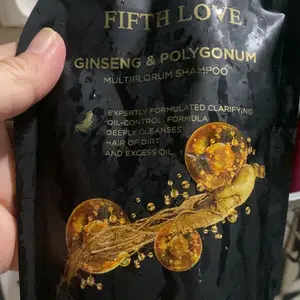 FIFTH LOVE
GINSENG & POLYGONUM
MULTIFLORUM SHAMPOO
EXPERTLY FORMULATED CLARIFYING
OIL-CONTROL FORMULA
DEEPLY CLEANSES
HAIR OF DIRT
AND EXCESS OIL.